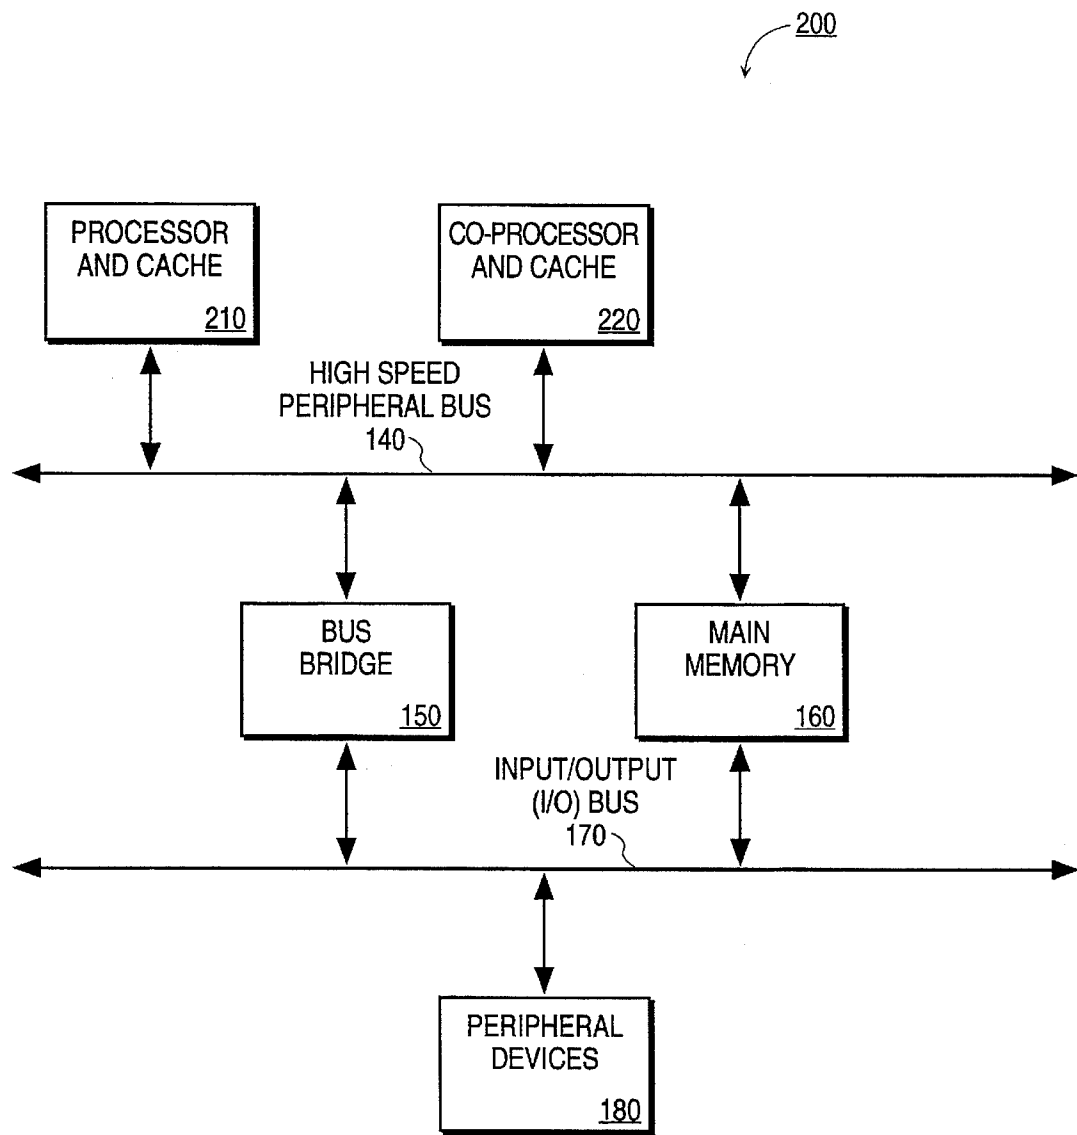 200
PROCESSOR
AND CACHE
210
CO-PROCESSOR
AND CACHE
220
HIGH SPEED
PERIPHERAL BUS
140
BUS
BRIDGE
150
MAIN
MEMORY
160
INPUT/OUTPUT
(I/O) BUS
170
PERIPHERAL
DEVICES
180